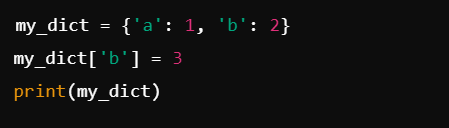 my_dict = {'a': 1, 'b': 2}
my_dict['b'] = 3
print(my_dict)